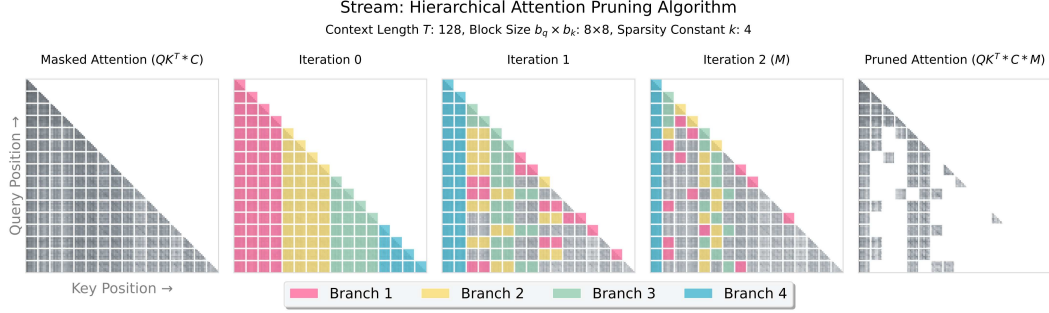 Stream: Hierarchical Attention Pruning Algorithm
Context Length T: 128, Block Size b_q × b_k: 8×8, Sparsity Constant k: 4
Masked Attention (QK^T * C)
Iteration 0
Iteration 1
Iteration 2 (M)
Pruned Attention (QK^T * C * M)
Query Position →
Key Position →
Branch 1
Branch 2
Branch 3
Branch 4